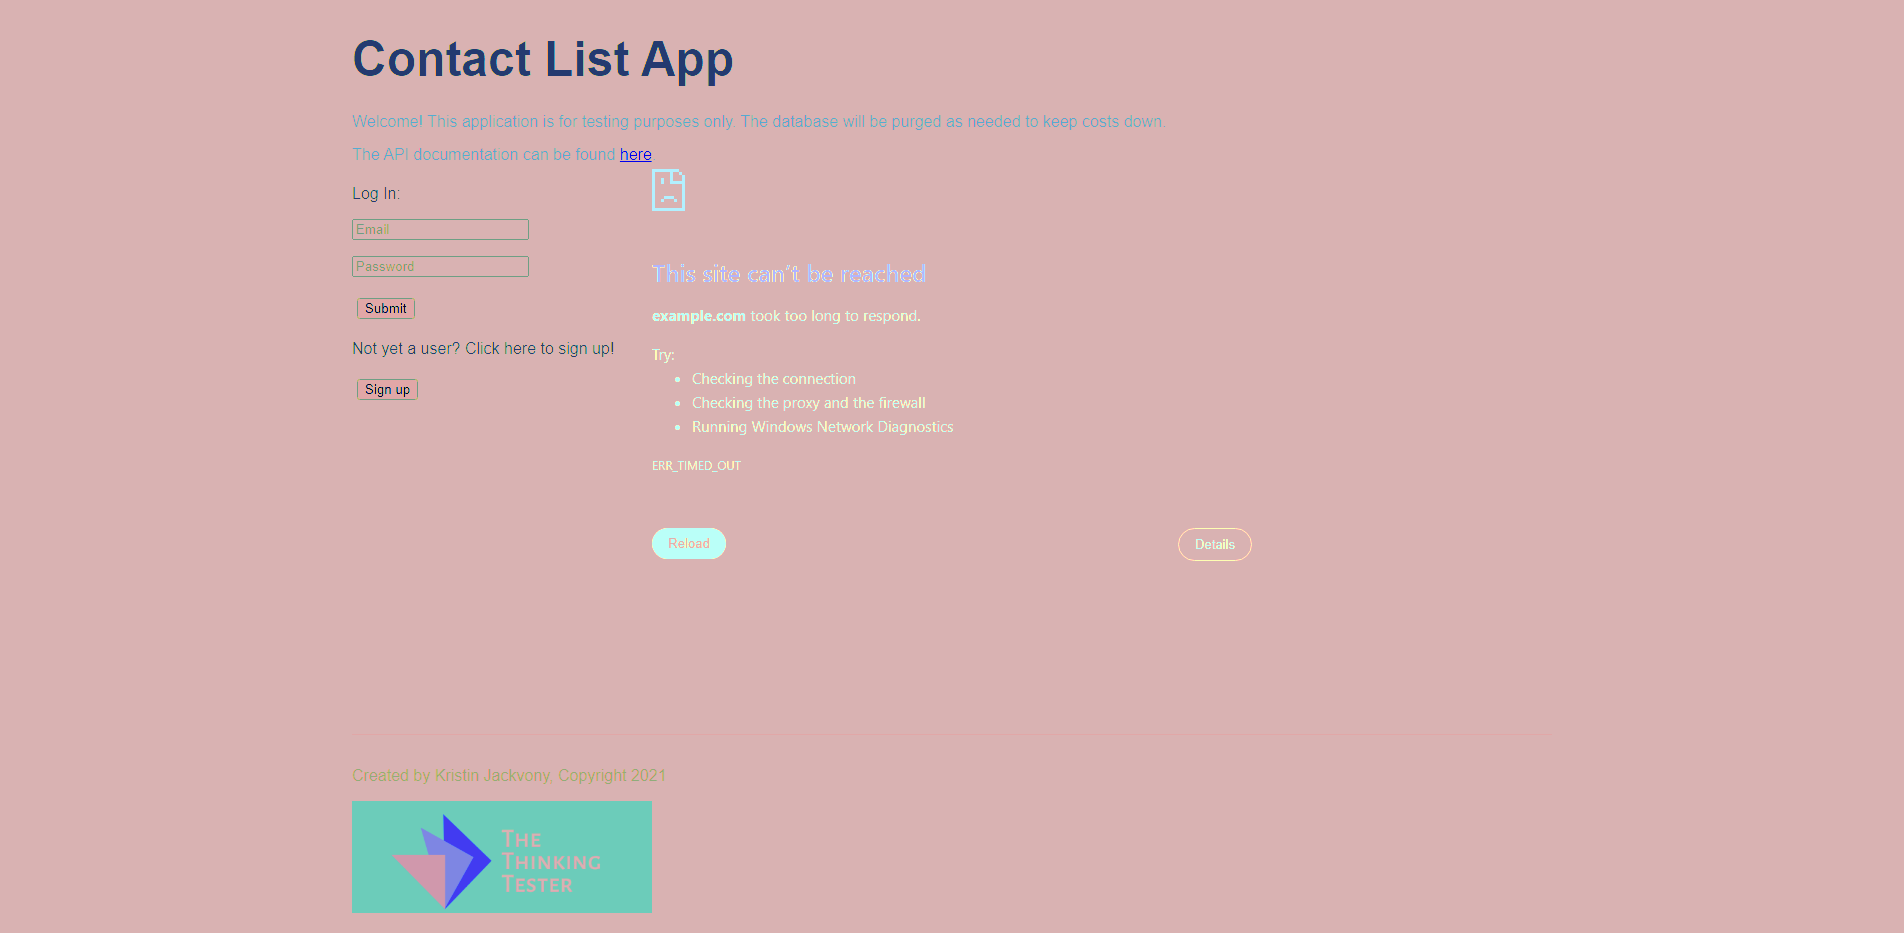 Contact List App
Welcome! This application is for testing purposes only. The database will be purged as needed to keep costs down.
The API documentation can be found here
Log In:
Email
Password
Submit
Not yet a user? Click here to sign up!
Sign up
This site can't be reached
example.com took too long to respond.
Try:
• Checking the connection
• Checking the proxy and the firewall
• Running Windows Network Diagnostics
ERR_TIMED_OUT
Reload
Details
Created by Kristin Jackvony, Copyright 2021
THE
THINKING
TESTER